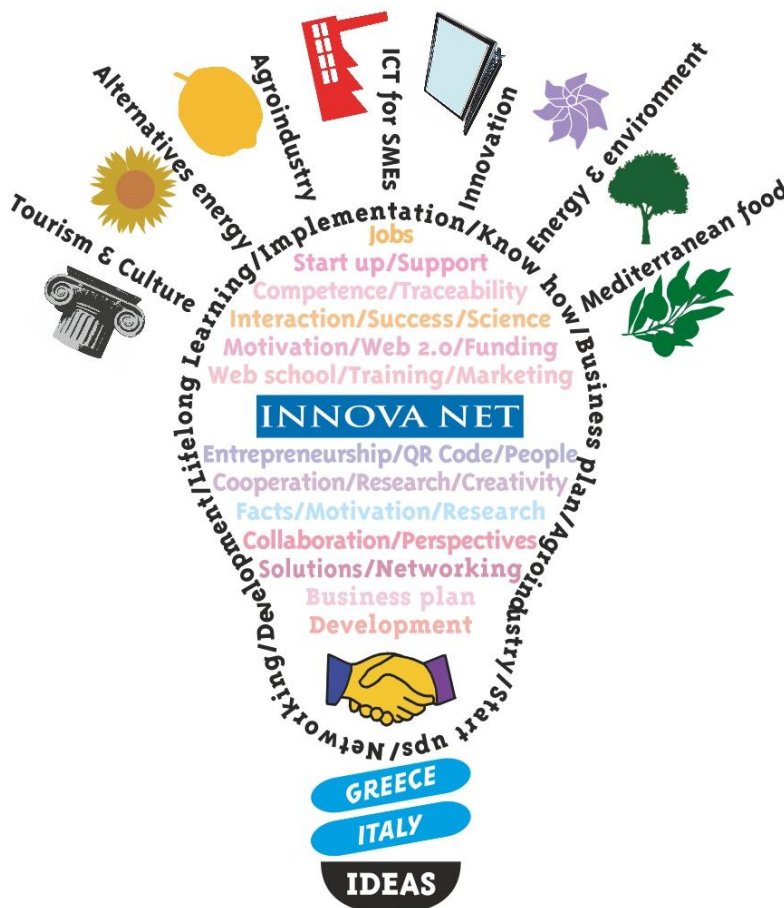 Tourism & Culture
Alternatives energy
Agroindustry
ICT for SMEs
Innovation
Energy & environment
Mediterranean food
Networking/Development/Lifelong Learning/Implementation/Know how/Business plan/Agroindustry/Start ups/
Jobs
Start up/Support
Competence/Traceability
Interaction/Success/Science
Motivation/Web 2.0/Funding
Web school/Training/Marketing
INNOVA NET
Entrepreneurship/QR Code/People
Cooperation/Research/Creativity
Facts/Motivation/Research
Collaboration/Perspectives
Solutions/Networking
Business plan
Development
GREECE
ITALY
IDEAS